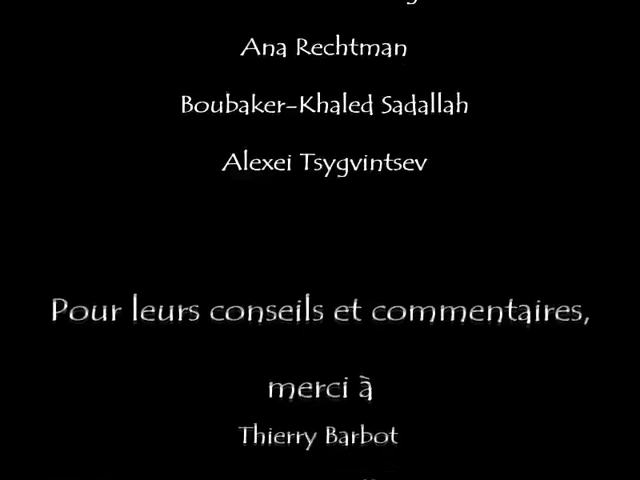 Ana Rechtman
Boubaker-Khaled Sadallah
Alexei Tsygvintsev
Pour leurs conseils et commentaires,
merci à
Thierry Barbot